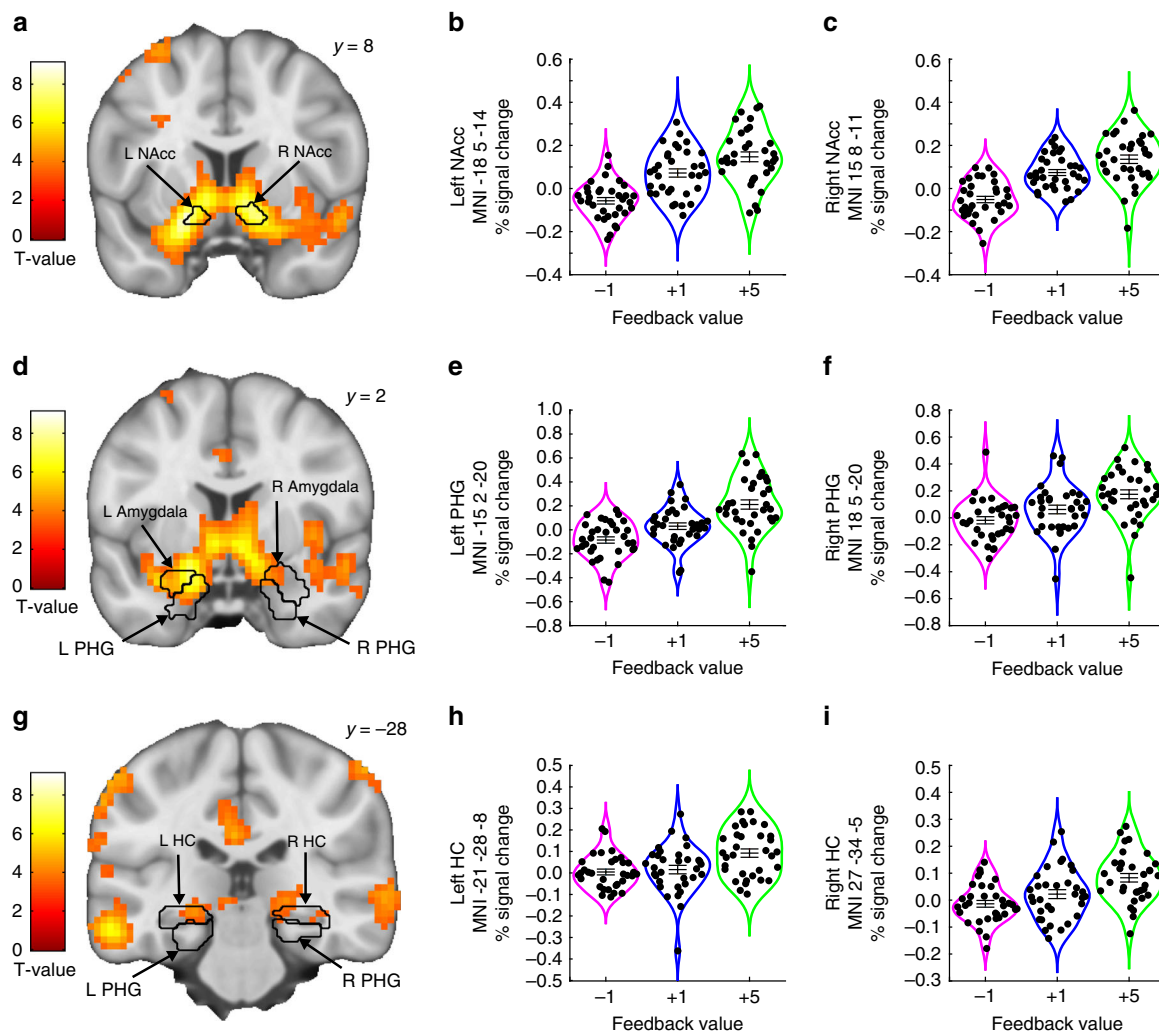 a
y = 8
8
6
4
2
0
T-value
L NAcc
R NAcc
b
Left NAcc
MNI -18 5 -14
% signal change
0.6
0.4
0.2
0.0
−0.2
−0.4
−1
+1
+5
Feedback value
c
Right NAcc
MNI 15 8 -11
% signal change
0.6
0.4
0.2
0.0
−0.2
−0.4
−1
+1
+5
Feedback value
d
y = 2
8
6
4
2
0
T-value
L Amygdala
R Amygdala
L PHG
R PHG
e
Left PHG
MNI -15 2 -20
% signal change
1.0
0.8
0.6
0.4
0.2
0.0
−0.2
−0.4
−0.6
−0.8
−1
+1
+5
Feedback value
f
Right PHG
MNI 18 5 -20
% signal change
0.8
0.6
0.4
0.2
0.0
−0.2
−0.4
−0.6
−0.8
−1
+1
+5
Feedback value
g
y = −28
8
6
4
2
0
T-value
L HC
R HC
L PHG
R PHG
h
Left HC
MNI -21 -28 -8
% signal change
0.5
0.4
0.3
0.2
0.1
0.0
−0.1
−0.2
−0.3
−0.4
0.5
−1
+1
+5
Feedback value
i
Right HC
MNI 27 -34 -5
% signal change
0.5
0.4
0.3
0.2
0.1
0.0
−0.1
−0.2
0.3
−1
+1
+5
Feedback value